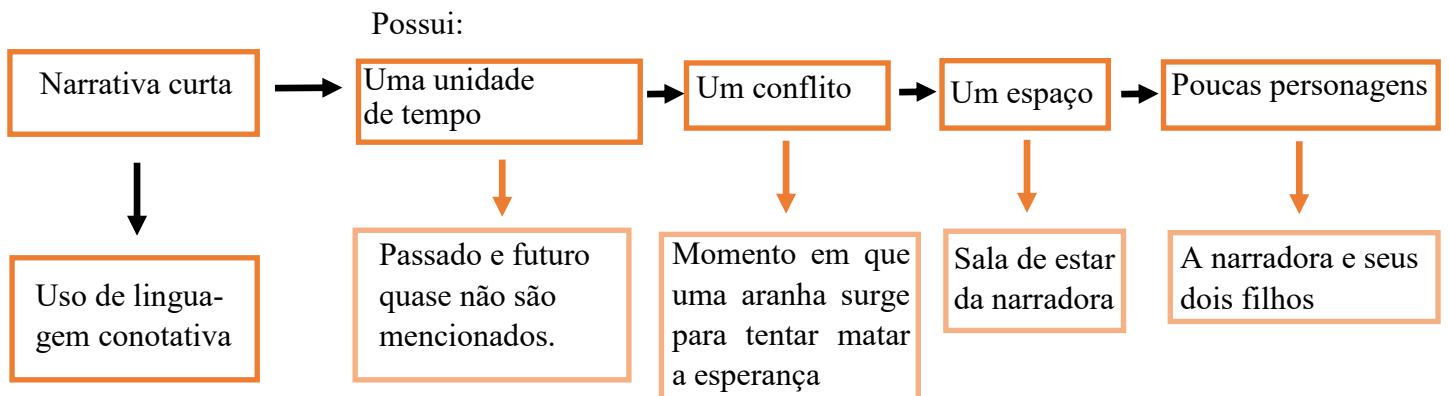 Possui:
Narrativa curta
Uma unidade
de tempo
Um conflito
Um espaço
Poucas personagens
Uso de lingua-
gem conotativa
Passado e futuro
quase não são
mencionados.
Momento em que
uma aranha surge
para tentar matar
a esperança
Sala de estar
da narradora
A narradora e seus
dois filhos